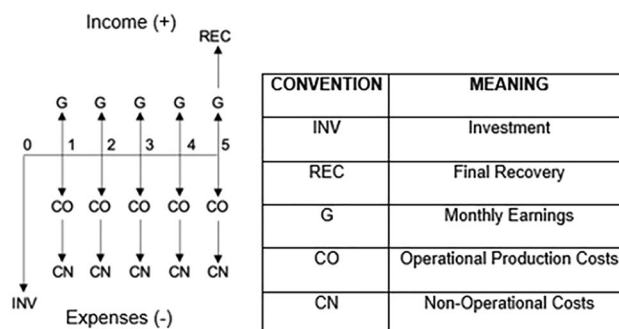 Income (+)
REC
G G G G G
0 1 2 3 4 5
CO CO CO CO CO
CN CN CN CN CN
INV
Expenses (-)
CONVENTION MEANING
INV Investment
REC Final Recovery
G Monthly Earnings
CO Operational Production Costs
CN Non-Operational Costs